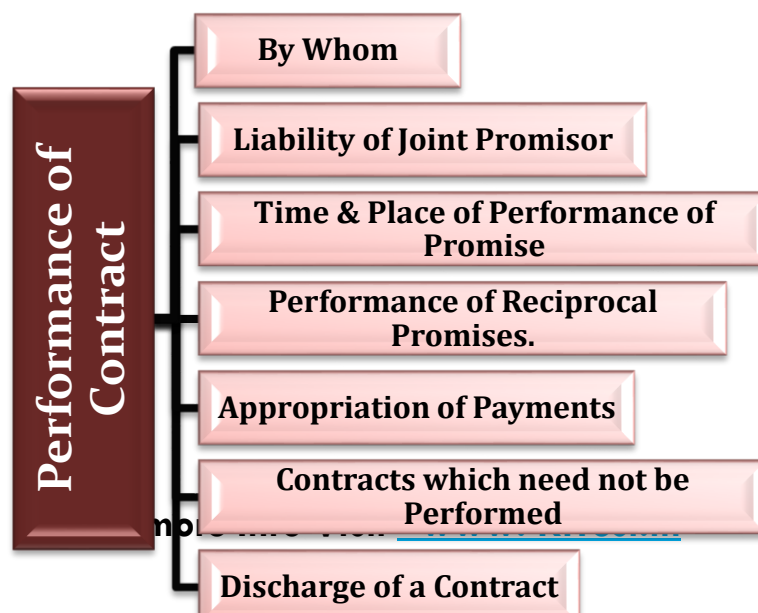 Performance of
Contract
By Whom
Liability of Joint Promisor
Time & Place of Performance of
Promise
Performance of Reciprocal
Promises.
Appropriation of Payments
Contracts which need not be
Performed
Discharge of a Contract